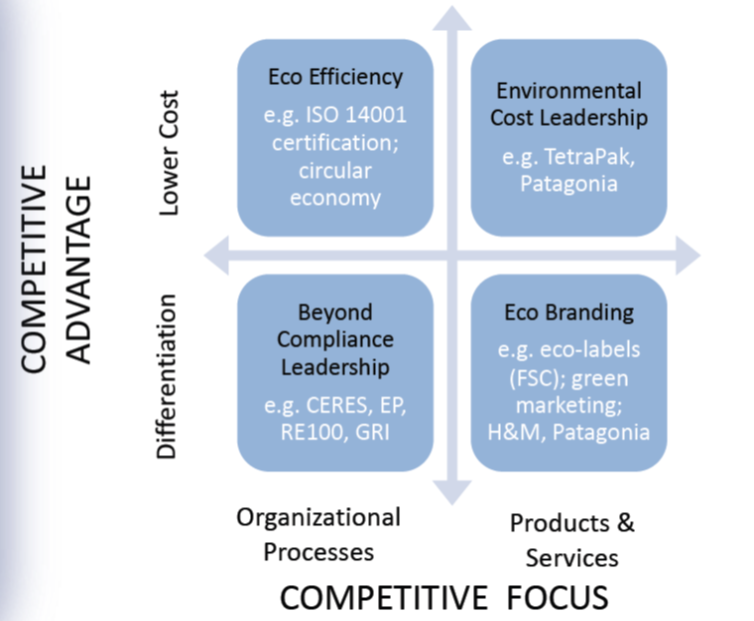 COMPETITIVE
ADVANTAGE
Lower Cost
Eco Efficiency
e.g. ISO 14001
certification;
circular
economy
Environmental
Cost Leadership
e.g. TetraPak,
Patagonia
Differentiation
Beyond
Compliance
Leadership
e.g. CERES, EP,
RE100, GRI
Eco Branding
e.g. eco-labels
(FSC); green
marketing;
H&M, Patagonia
Organizational
Processes
Products &
Services
COMPETITIVE FOCUS